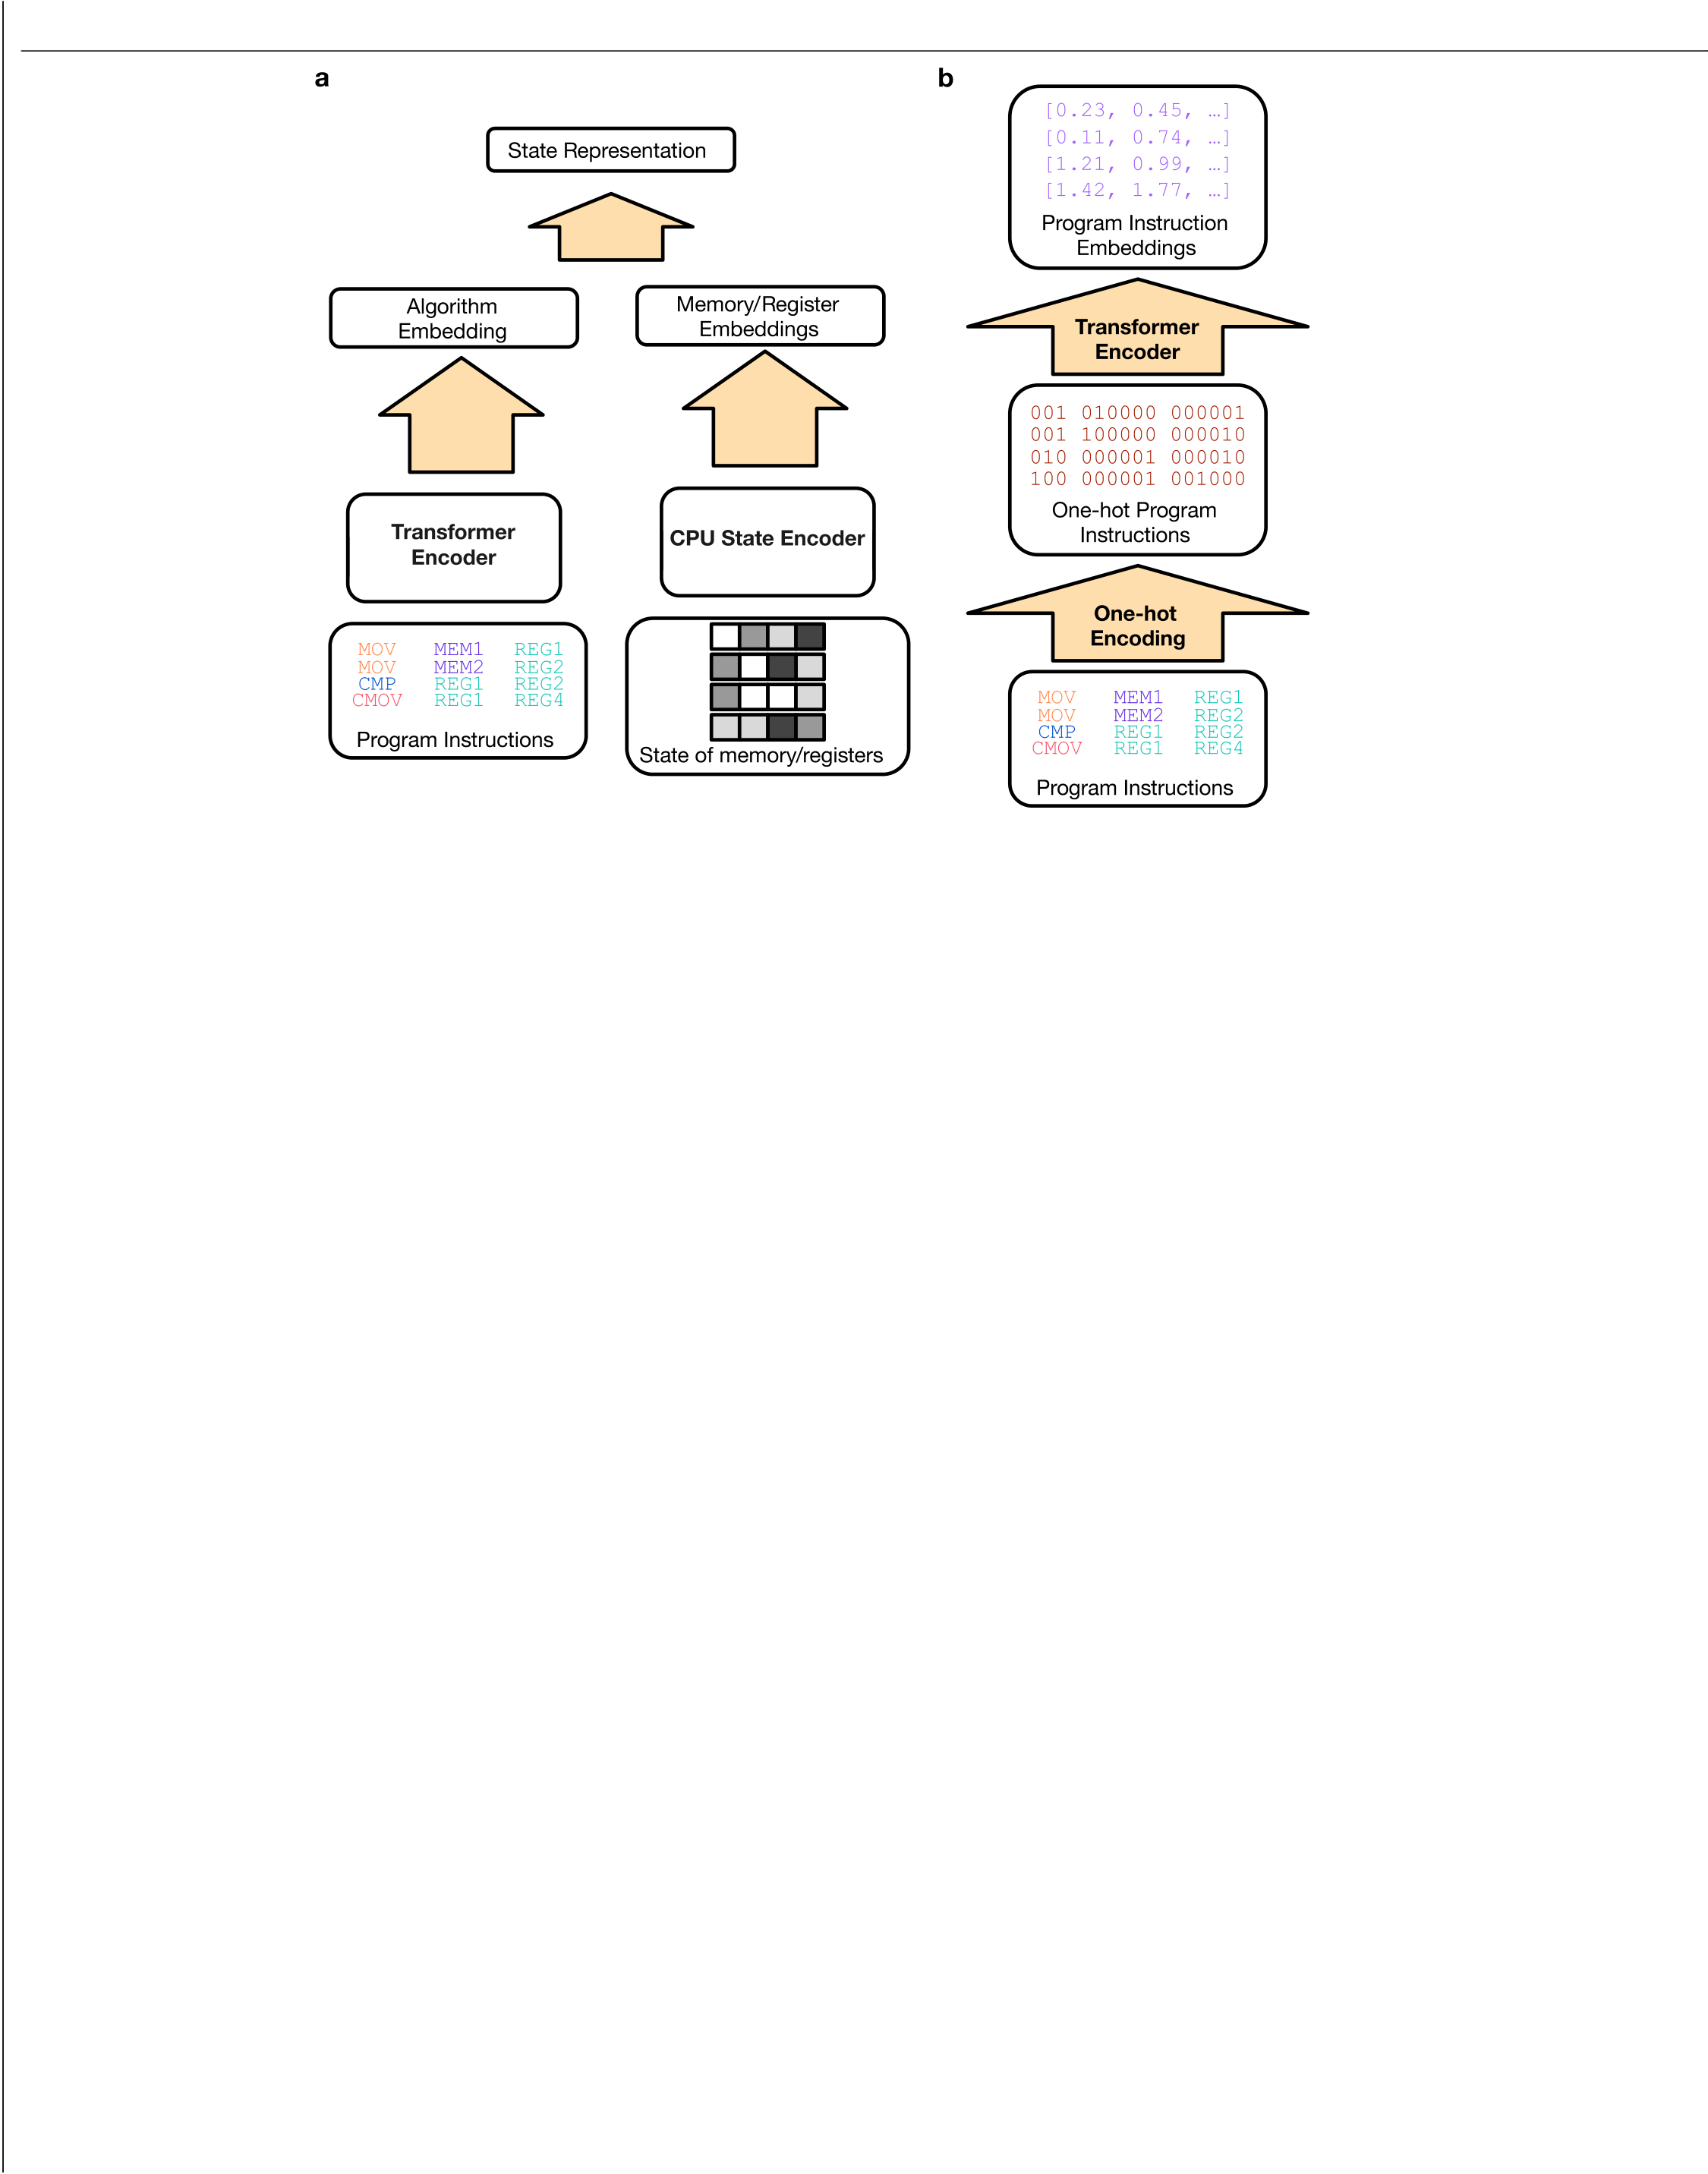 a
State Representation
Algorithm
Embedding
Memory/Register
Embeddings
Transformer
Encoder
CPU State Encoder
MOV MEM1 REG1
MOV MEM2 REG2
CMP REG1 REG2
CMOV REG1 REG4
Program Instructions
State of memory/registers
b
[0.23, 0.45, …]
[0.11, 0.74, …]
[1.21, 0.99, …]
[1.42, 1.77, …]
Program Instruction
Embeddings
Transformer
Encoder
001 010000 000001
001 100000 000010
010 000001 000010
100 000001 001000
One-hot Program
Instructions
One-hot
Encoding
MOV MEM1 REG1
MOV MEM2 REG2
CMP REG1 REG2
CMOV REG1 REG4
Program Instructions